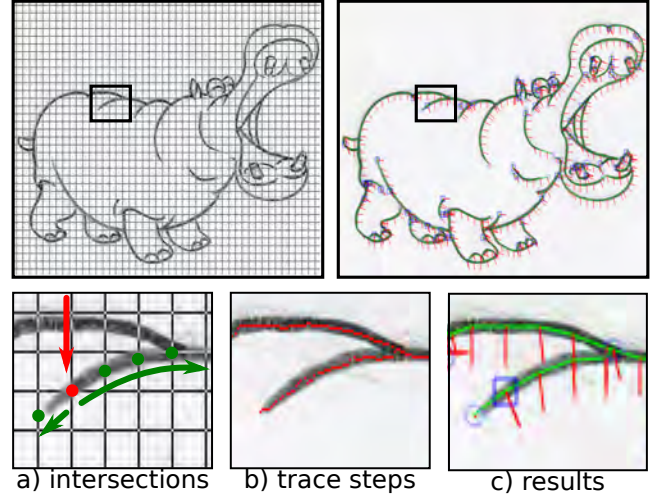 a) intersections
b) trace steps
c) results